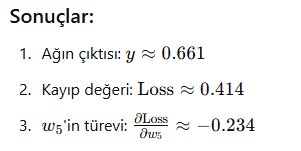 Sonuçlar:
1. Ağın çıktısı: y ≈ 0.661
2. Kayıp değeri: Loss ≈ 0.414
3. w₅'in türevi: ∂Loss/∂w₅ ≈ −0.234